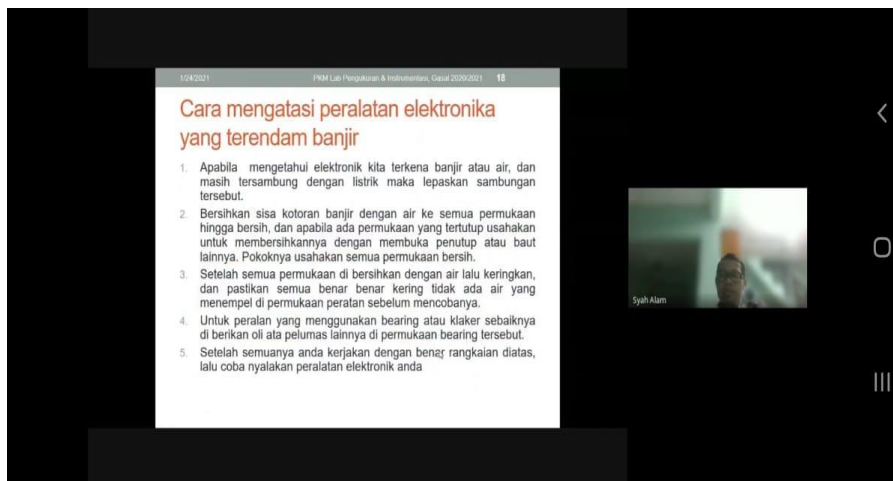 1/24/2021 PKM Lab Pengukuran & Instrumentasi, Gasal 2020/2021 18
Cara mengatasi peralatan elektronika
yang terendam banjir
1. Apabila mengetahui elektronik kita terkena banjir atau air, dan
masih tersambung dengan listrik maka lepaskan sambungan
tersebut.
2. Bersihkan sisa kotoran banjir dengan air ke semua permukaan
hingga bersih, dan apabila ada permukaan yang tertutup usahakan
untuk membersihkannya dengan membuka penutup atau baut
lainnya. Pokoknya usahakan semua permukaan bersih.
3. Setelah semua permukaan di bersihkan dengan air lalu keringkan,
dan pastikan semua benar benar kering tidak ada air yang
menempel di permukaan peratan sebelum mencobanya.
4. Untuk peralan yang menggunakan bearing atau klaker sebaiknya
di berikan oli ata pelumas lainnya di permukaan bearing tersebut.
5. Setelah semuanya anda kerjakan dengan benar rangkaian diatas,
lalu coba nyalakan peralatan elektronik anda
Syah Alam